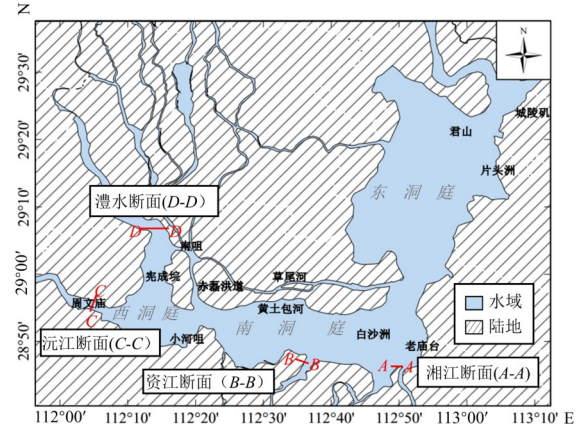 N
N
29°30′
29°20′
29°10′
29°00′
28°50′
城陵矶
君山
片头洲
东洞庭
澧水断面(D-D)
D D
南咀
宪成垸
赤磊洪道
草尾河
C
周文庙
C
西洞庭
黄土包河
南洞庭
白沙洲
老庙台
水域
陆地
沅江断面(C-C)
小河咀
B B
A A
资江断面（B-B）
湘江断面(A-A)
112°00′ 112°10′ 112°20′ 112°30′ 112°40′ 112°50′ 113°00′ 113°10′ E